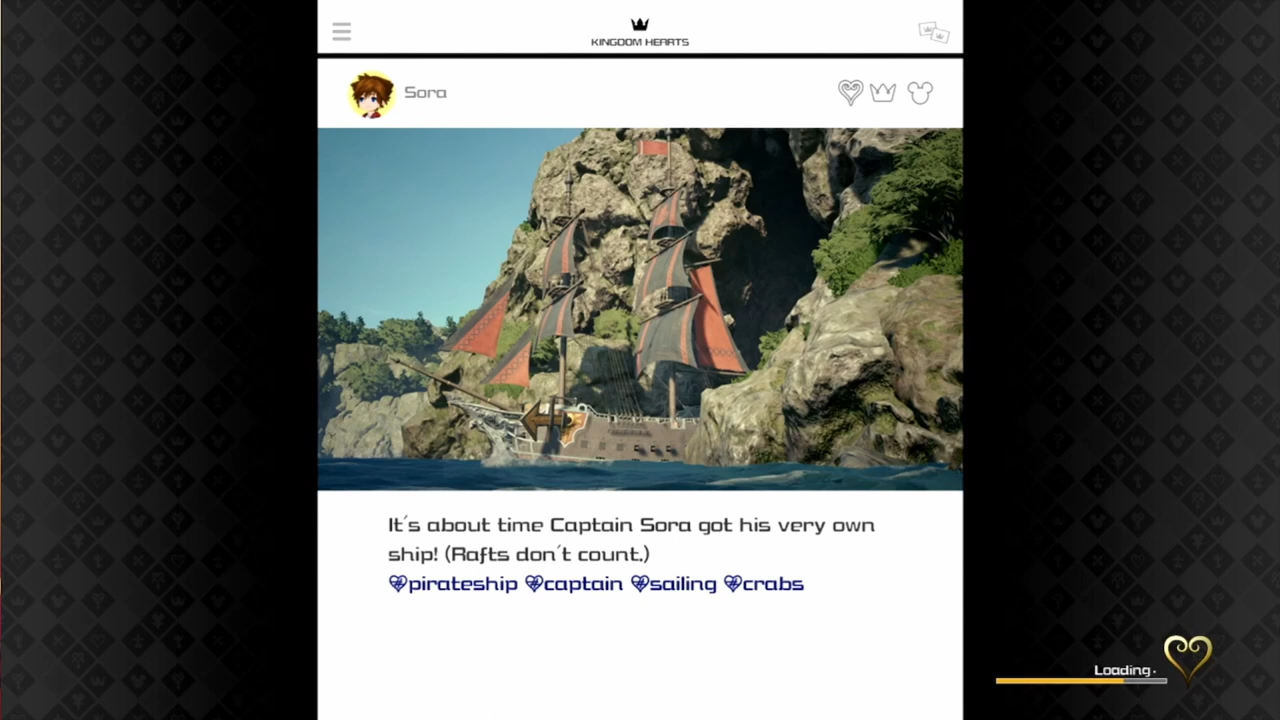 KINGDOM HEARTS
Sora
It's about time Captain Sora got his very own
ship! (Rafts don't count.)
#pirateship #captain #sailing #crabs
Loading.